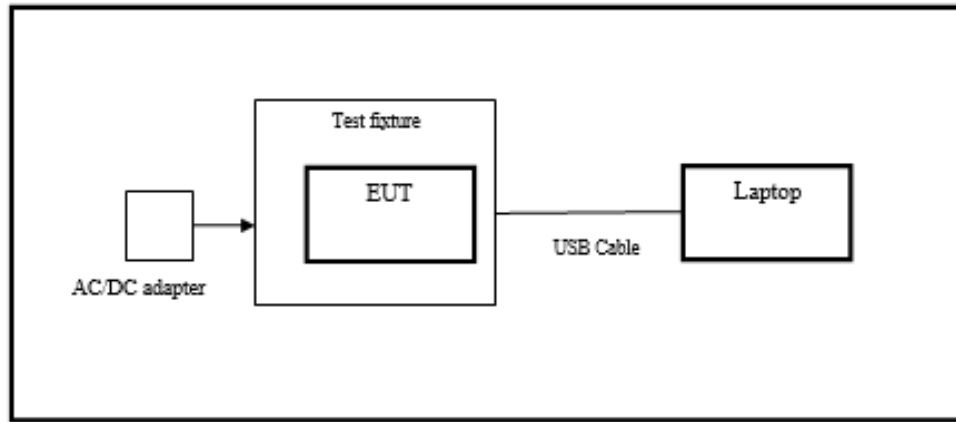 Test fixture
EUT
Laptop
USB Cable
AC/DC adapter